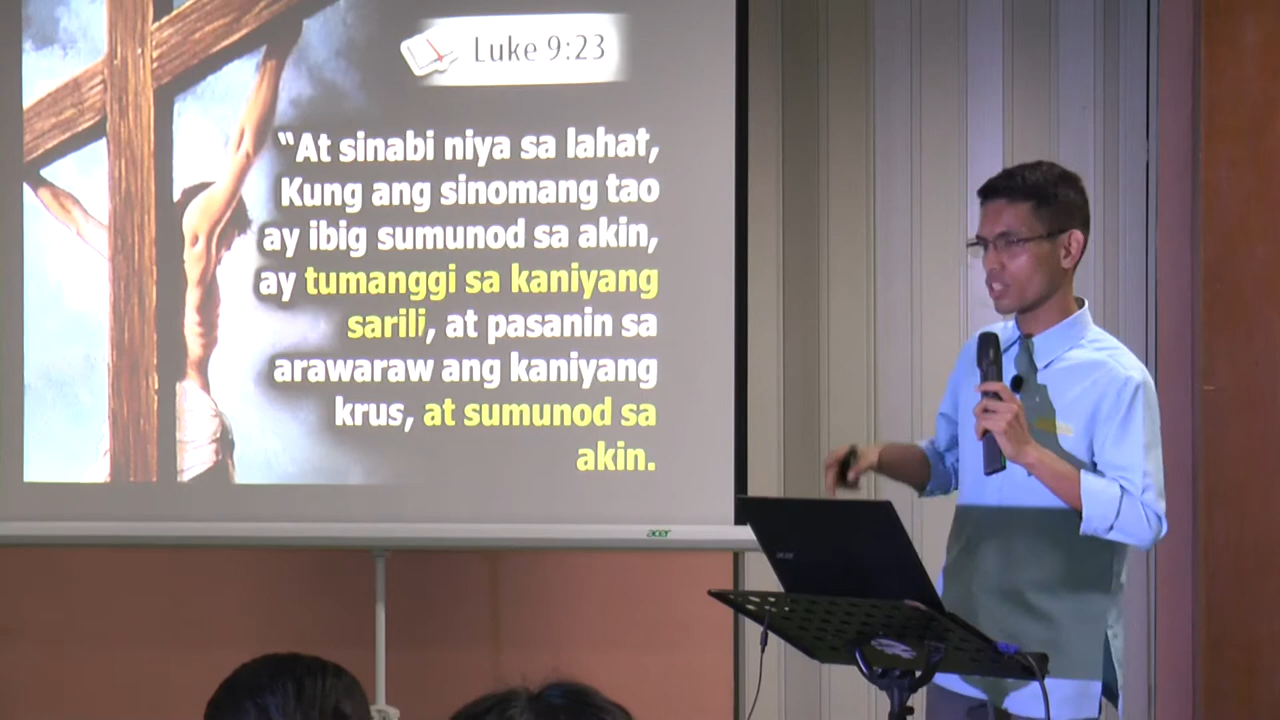 Luke 9:23
“At sinabi niya sa lahat,
Kung ang sinomang tao
ay ibig sumunod sa akin,
ay tumanggi sa kaniyang
sarili, at pasanin sa
arawaraw ang kaniyang
krus, at sumunod sa
akin.
acer
acer